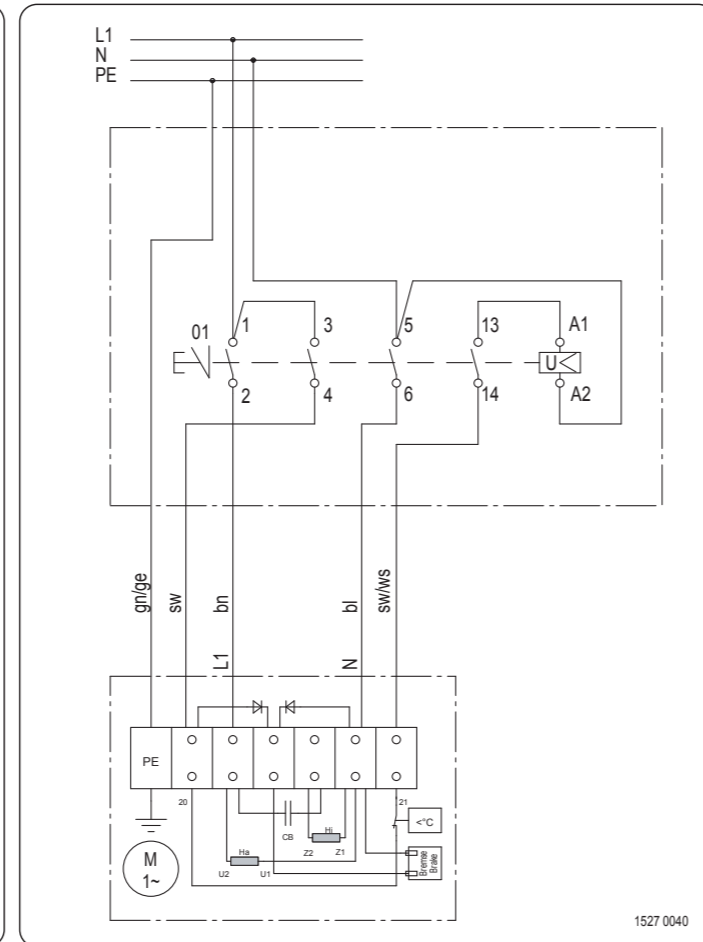 L1
N
PE
01
1
3
5
13
A1
U<
2
4
6
14
A2
gn/ge
sw
bn
bl
sw/ws
L1
N
PE
20
21
CB
<°C
Hi
Z2
Z1
Ha
U2
U1
Bremse
Brake
M
1~
1527 0040